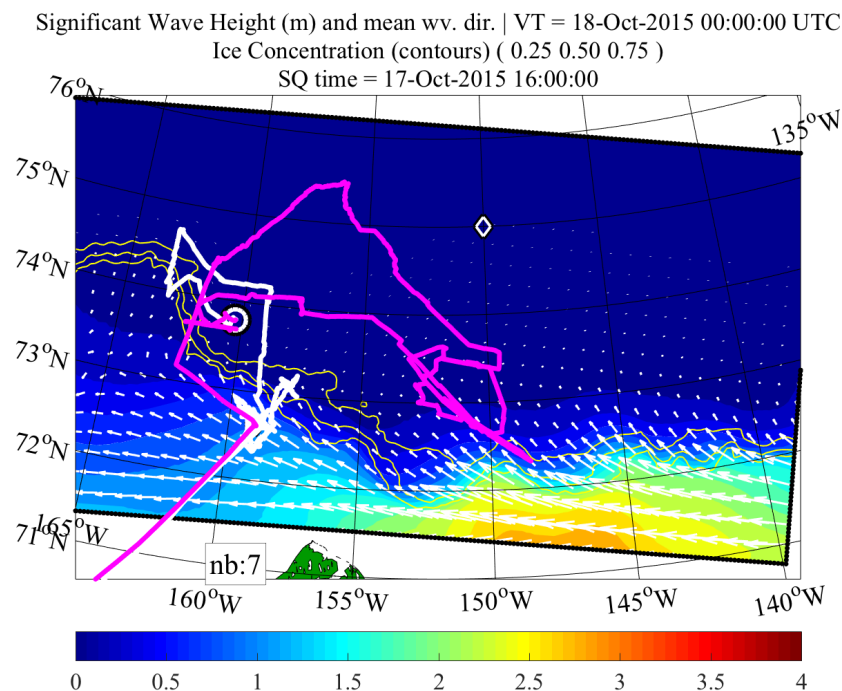 Significant Wave Height (m) and mean wv. dir. | VT = 18-Oct-2015 00:00:00 UTC
Ice Concentration (contours) ( 0.25 0.50 0.75 )
SQ time = 17-Oct-2015 16:00:00
76°N
135°W
75°N
74°N
73°N
72°N
71°N
165°W
nb:7
160°W
155°W
150°W
145°W
140°W
0 0.5 1 1.5 2 2.5 3 3.5 4